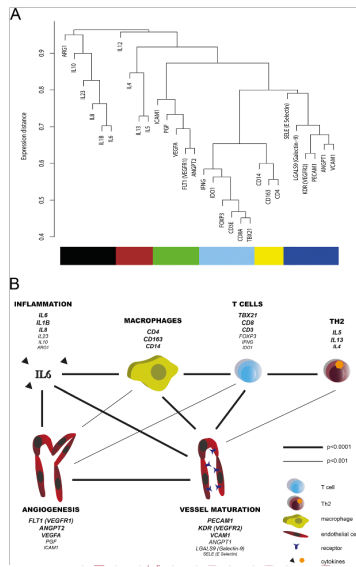 A
Expression distance
0.9
0.8
0.7
0.6
0.5
0.4
ARG1
IL10
IL23
IL8
IL1B
IL6
IL12
IL4
IL13
IL5
ICAM1
PGF
VEGFA
FLT1 (VEGFR1)
ANGPT2
IFNG
IDO1
FOXP3
CD3E
CD8A
TBX21
CD14
CD163
CD4
SELE (E Selectin)
LGALS9 (Galectin-9)
KDR (VEGFR2)
PECAM1
ANGPT1
VCAM1
B
INFLAMMATION
IL6
IL1B
IL8
IL23
IL10
ARG1
MACROPHAGES
CD4
CD163
CD14
T CELLS
TBX21
CD8
CD3
FOXP3
IFNG
IDO1
TH2
IL5
IL13
IL4
IL6
p<0.0001
p<0.001
T cell
Th2
macrophage
endothelial ce
receptor
cytokines
ANGIOGENESIS
FLT1 (VEGFR1)
ANGPT2
VEGFA
PGF
ICAM1
VESSEL MATURATION
PECAM1
KDR (VEGFR2)
VCAM1
ANGPT1
LGALS9 (Galectin-9)
SELE (E Selectin)